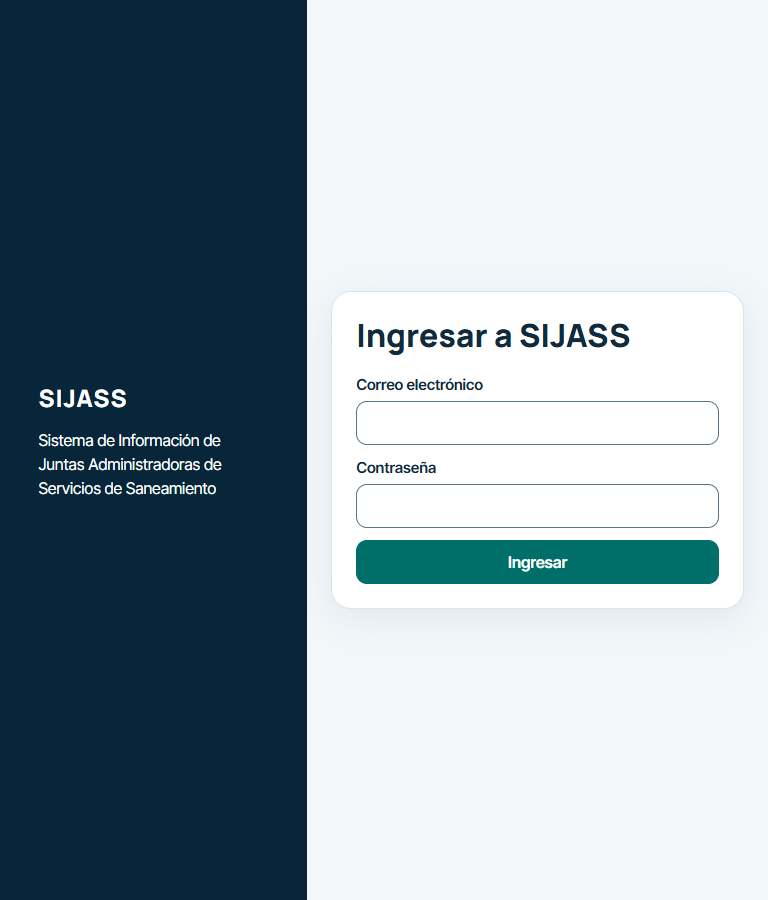 SIJASS
Sistema de Información de
Juntas Administradoras de
Servicios de Saneamiento
Ingresar a SIJASS
Correo electrónico
Contraseña
Ingresar